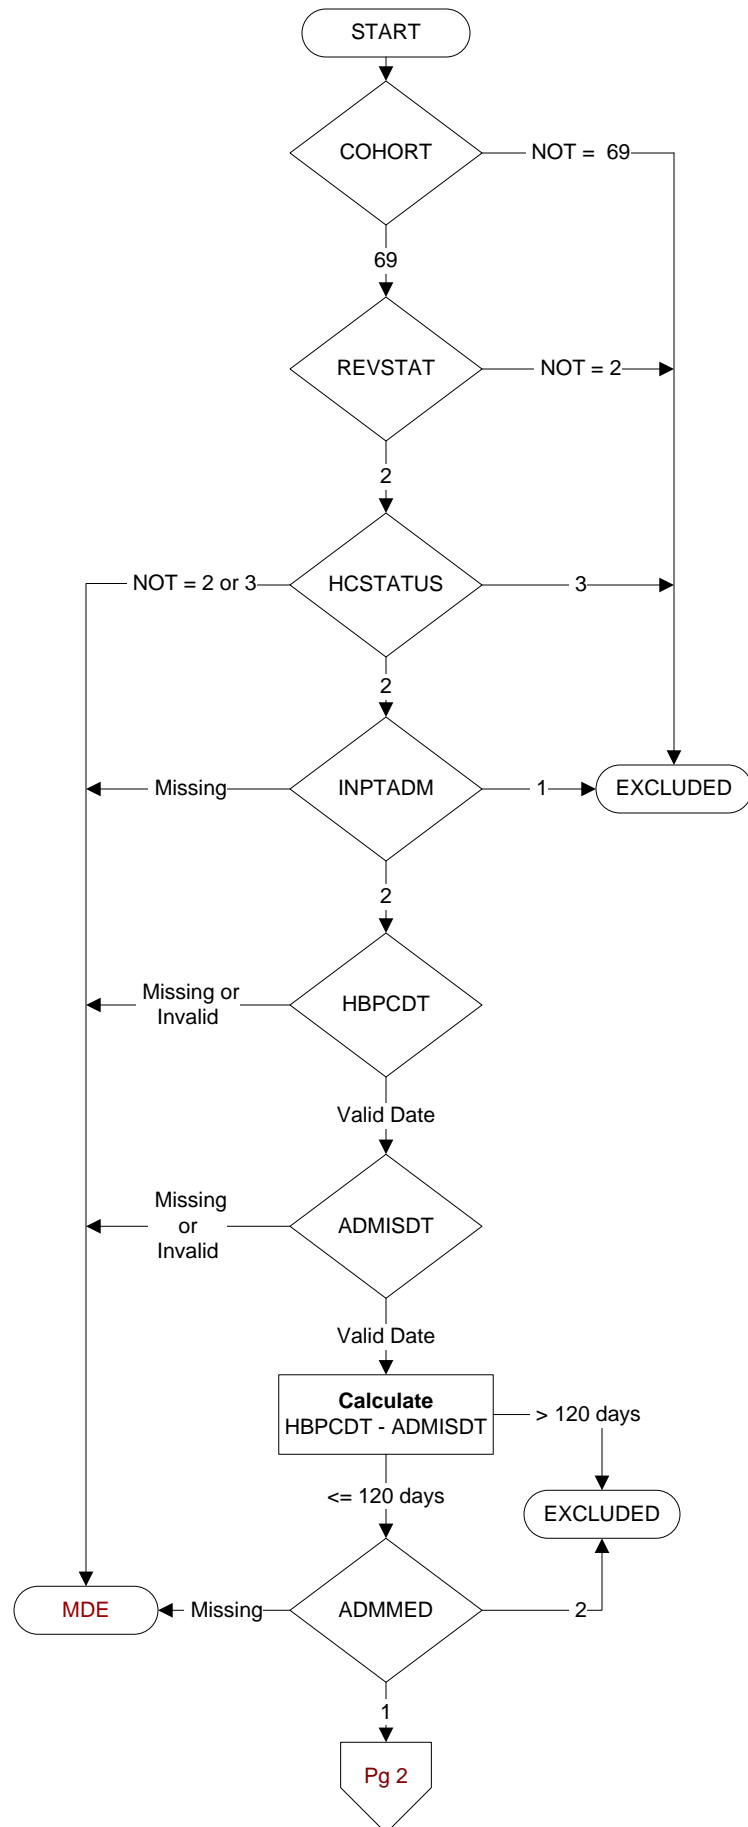 START
COHORT
NOT =  69
69
REVSTAT
NOT = 2
2
NOT = 2 or 3
HCSTATUS
3
2
Missing
INPTADM
1
EXCLUDED
2
Missing or
Invalid
HBPCDT
Valid Date
Missing
or
Invalid
ADMISDT
Valid Date
Calculate
HBPCDT - ADMISDT
> 120 days
<= 120 days
EXCLUDED
MDE
Missing
ADMMED
2
1
Pg 2